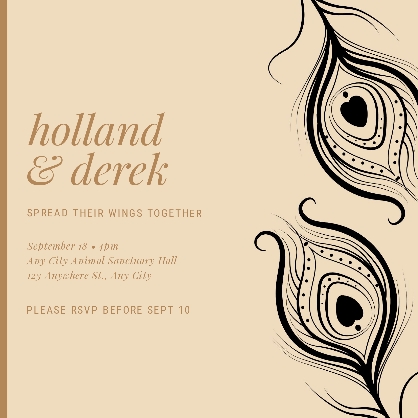 holland
& derek
SPREAD THEIR WINGS TOGETHER
September 18 • 1pm
Any City Animal Sanctuary Hall
123 Anywhere St., Any City
PLEASE RSVP BEFORE SEPT 10